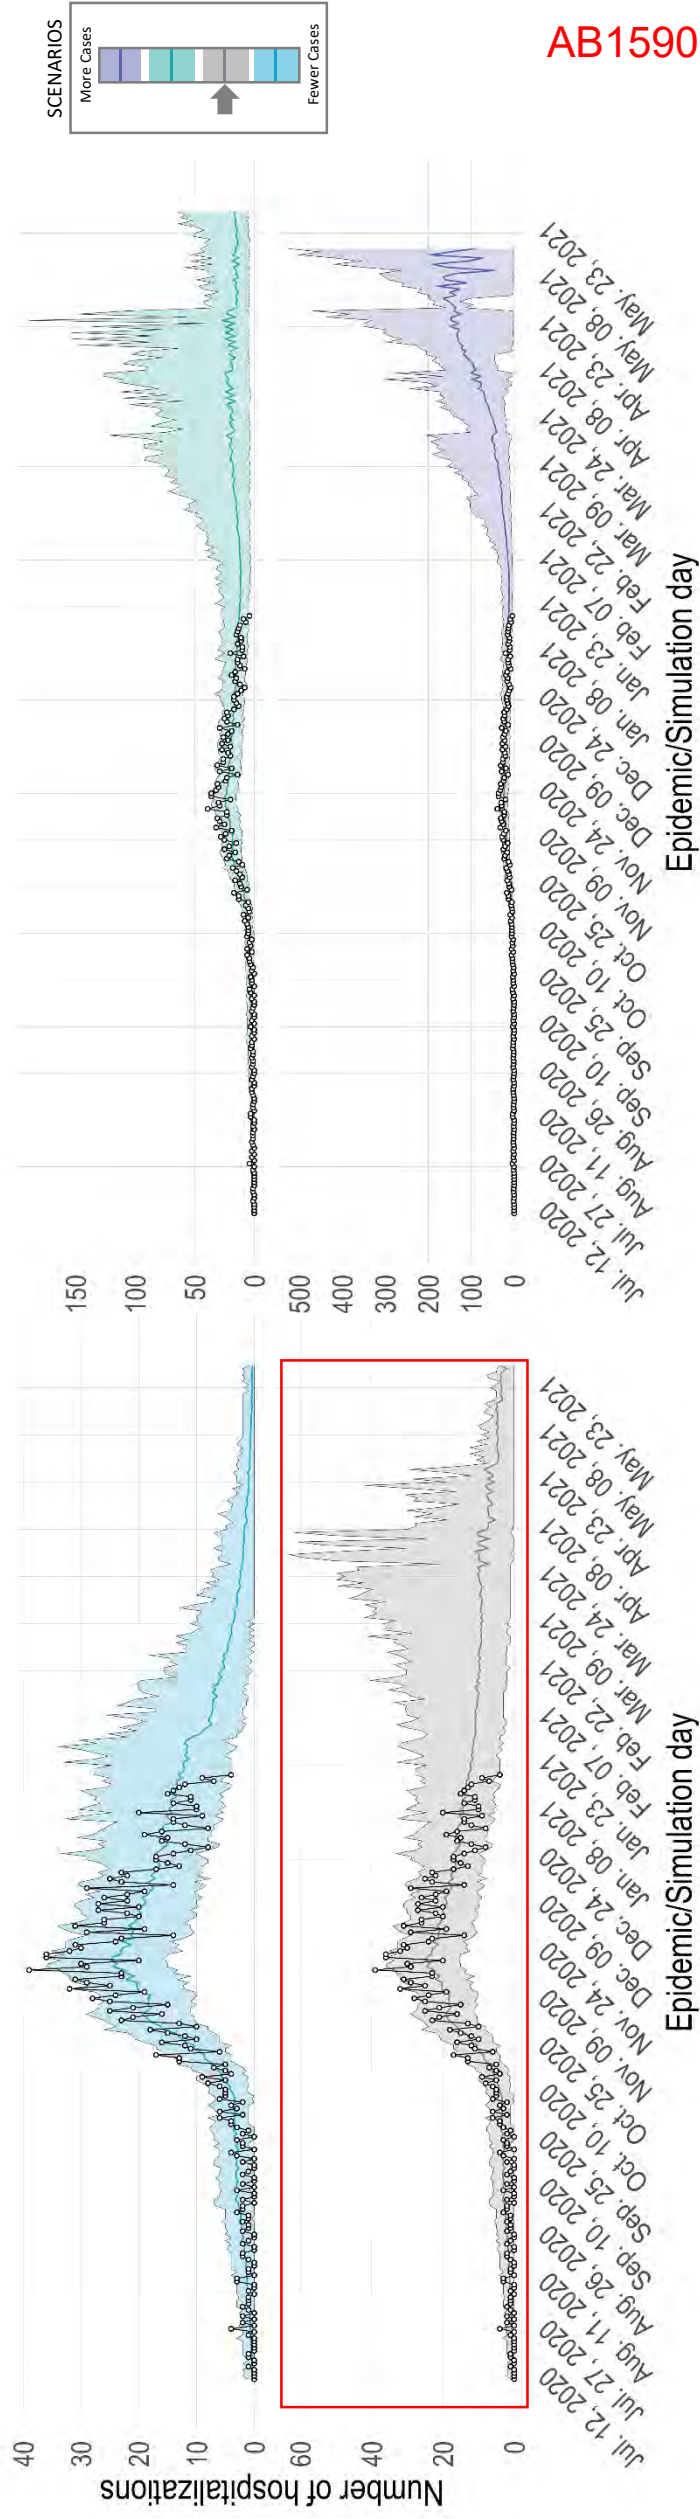 AB1590
SCENARIOS
More Cases
Fewer Cases
Number of hospitalizations
40
30
20
10
0
150
100
50
0
60
40
20
0
500
400
300
200
100
0
Jul. 12, 2020
Jul. 27, 2020
Aug. 11, 2020
Aug. 26, 2020
Sep. 10, 2020
Sep. 25, 2020
Oct. 10, 2020
Oct. 25, 2020
Nov. 09, 2020
Nov. 24, 2020
Dec. 09, 2020
Dec. 24, 2020
Jan. 08, 2021
Jan. 23, 2021
Feb. 07, 2021
Feb. 22, 2021
Mar. 09, 2021
Mar. 24, 2021
Apr. 08, 2021
Apr. 23, 2021
May. 08, 2021
May. 23, 2021
Epidemic/Simulation day
Jul. 12, 2020
Jul. 27, 2020
Aug. 11, 2020
Aug. 26, 2020
Sep. 10, 2020
Sep. 25, 2020
Oct. 10, 2020
Oct. 25, 2020
Nov. 09, 2020
Nov. 24, 2020
Dec. 09, 2020
Dec. 24, 2020
Jan. 08, 2021
Jan. 23, 2021
Feb. 07, 2021
Feb. 22, 2021
Mar. 09, 2021
Mar. 24, 2021
Apr. 08, 2021
Apr. 23, 2021
May. 08, 2021
May. 23, 2021
Epidemic/Simulation day